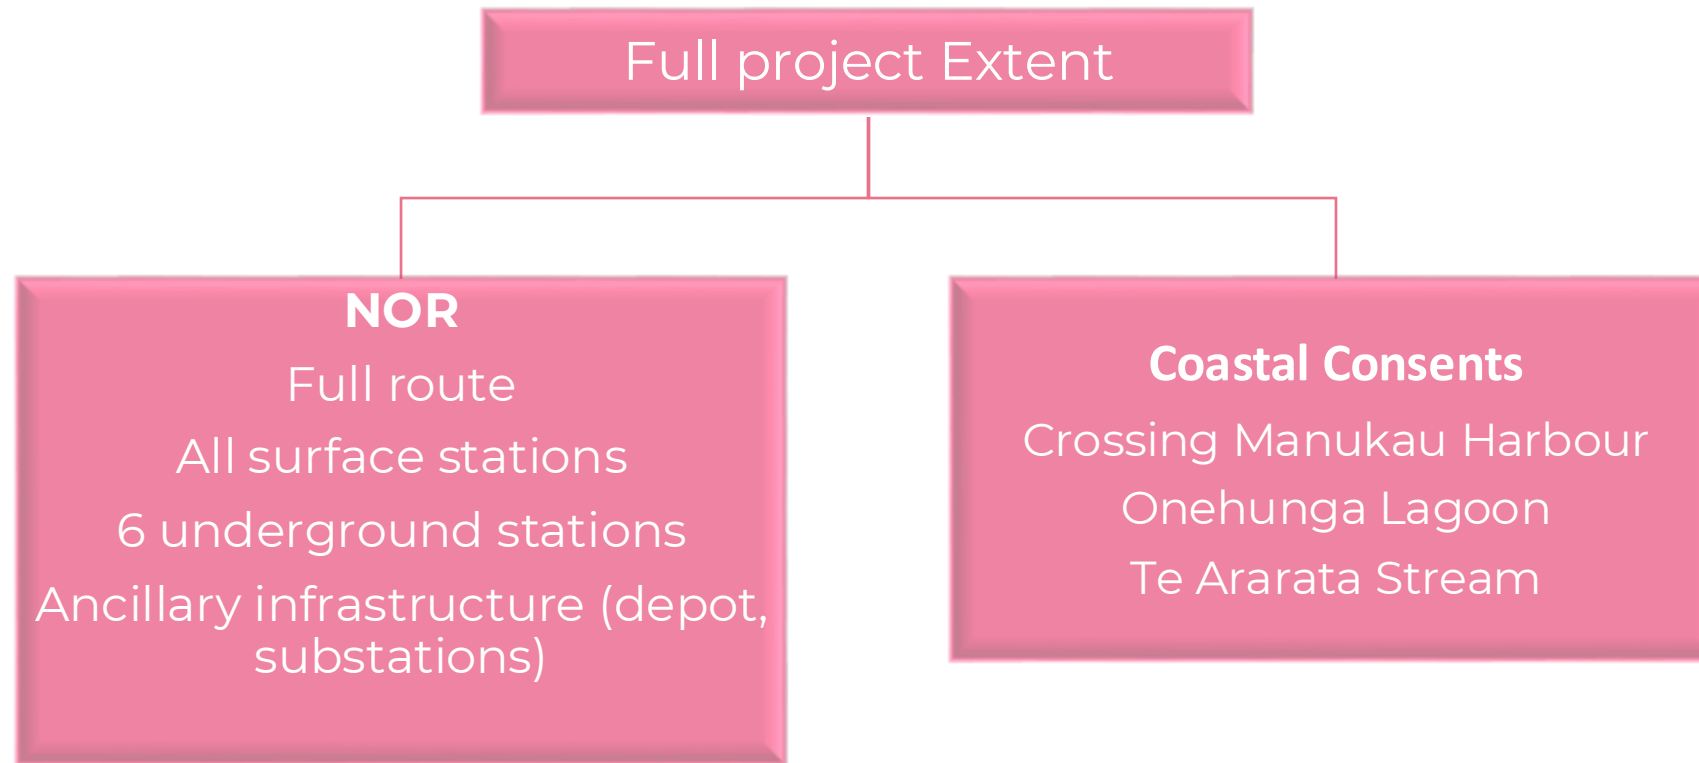 Full project Extent
NOR
Full route
All surface stations
6 underground stations
Ancillary infrastructure (depot,
substations)
Coastal Consents
Crossing Manukau Harbour
Onehunga Lagoon
Te Ararata Stream